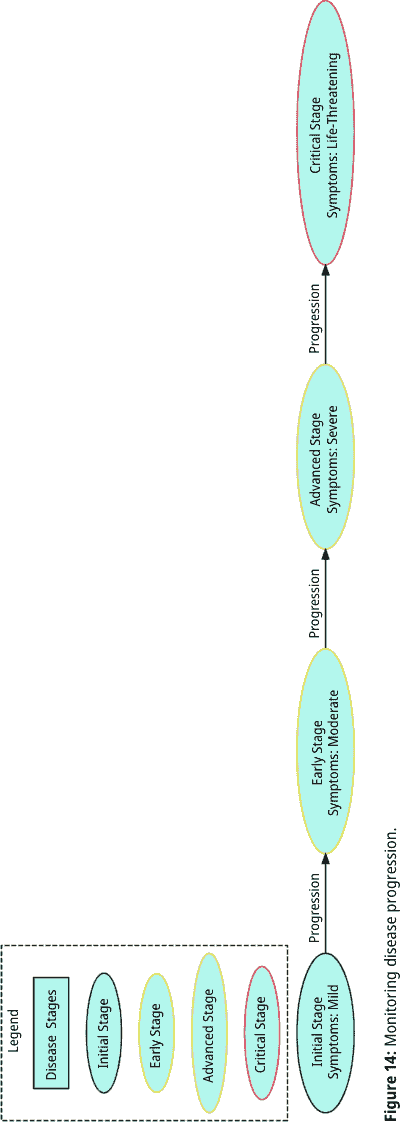 Legend
Disease Stages
Initial Stage
Early Stage
Advanced Stage
Critical Stage
Initial Stage
Symptoms: Mild
Progression
Early Stage
Symptoms: Moderate
Progression
Advanced Stage
Symptoms: Severe
Progression
Critical Stage
Symptoms: Life-Threatening
Figure 14: Monitoring disease progression.